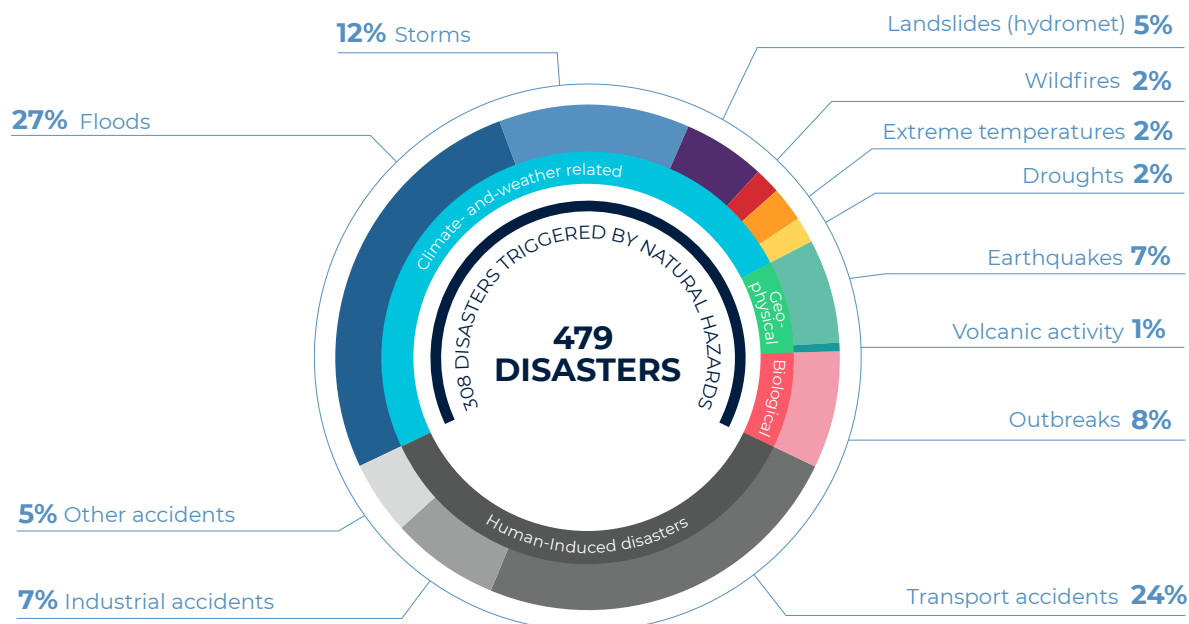 12% Storms
27% Floods
Landslides (hydromet) 5%
Wildfires 2%
Extreme temperatures 2%
Droughts 2%
Earthquakes 7%
Volcanic activity 1%
Outbreaks 8%
Transport accidents 24%
5% Other accidents
7% Industrial accidents
Climate- and-weather related
Geo-
physical
Biological
Human-Induced disasters
308 DISASTERS TRIGGERED BY NATURAL HAZARDS
479
DISASTERS